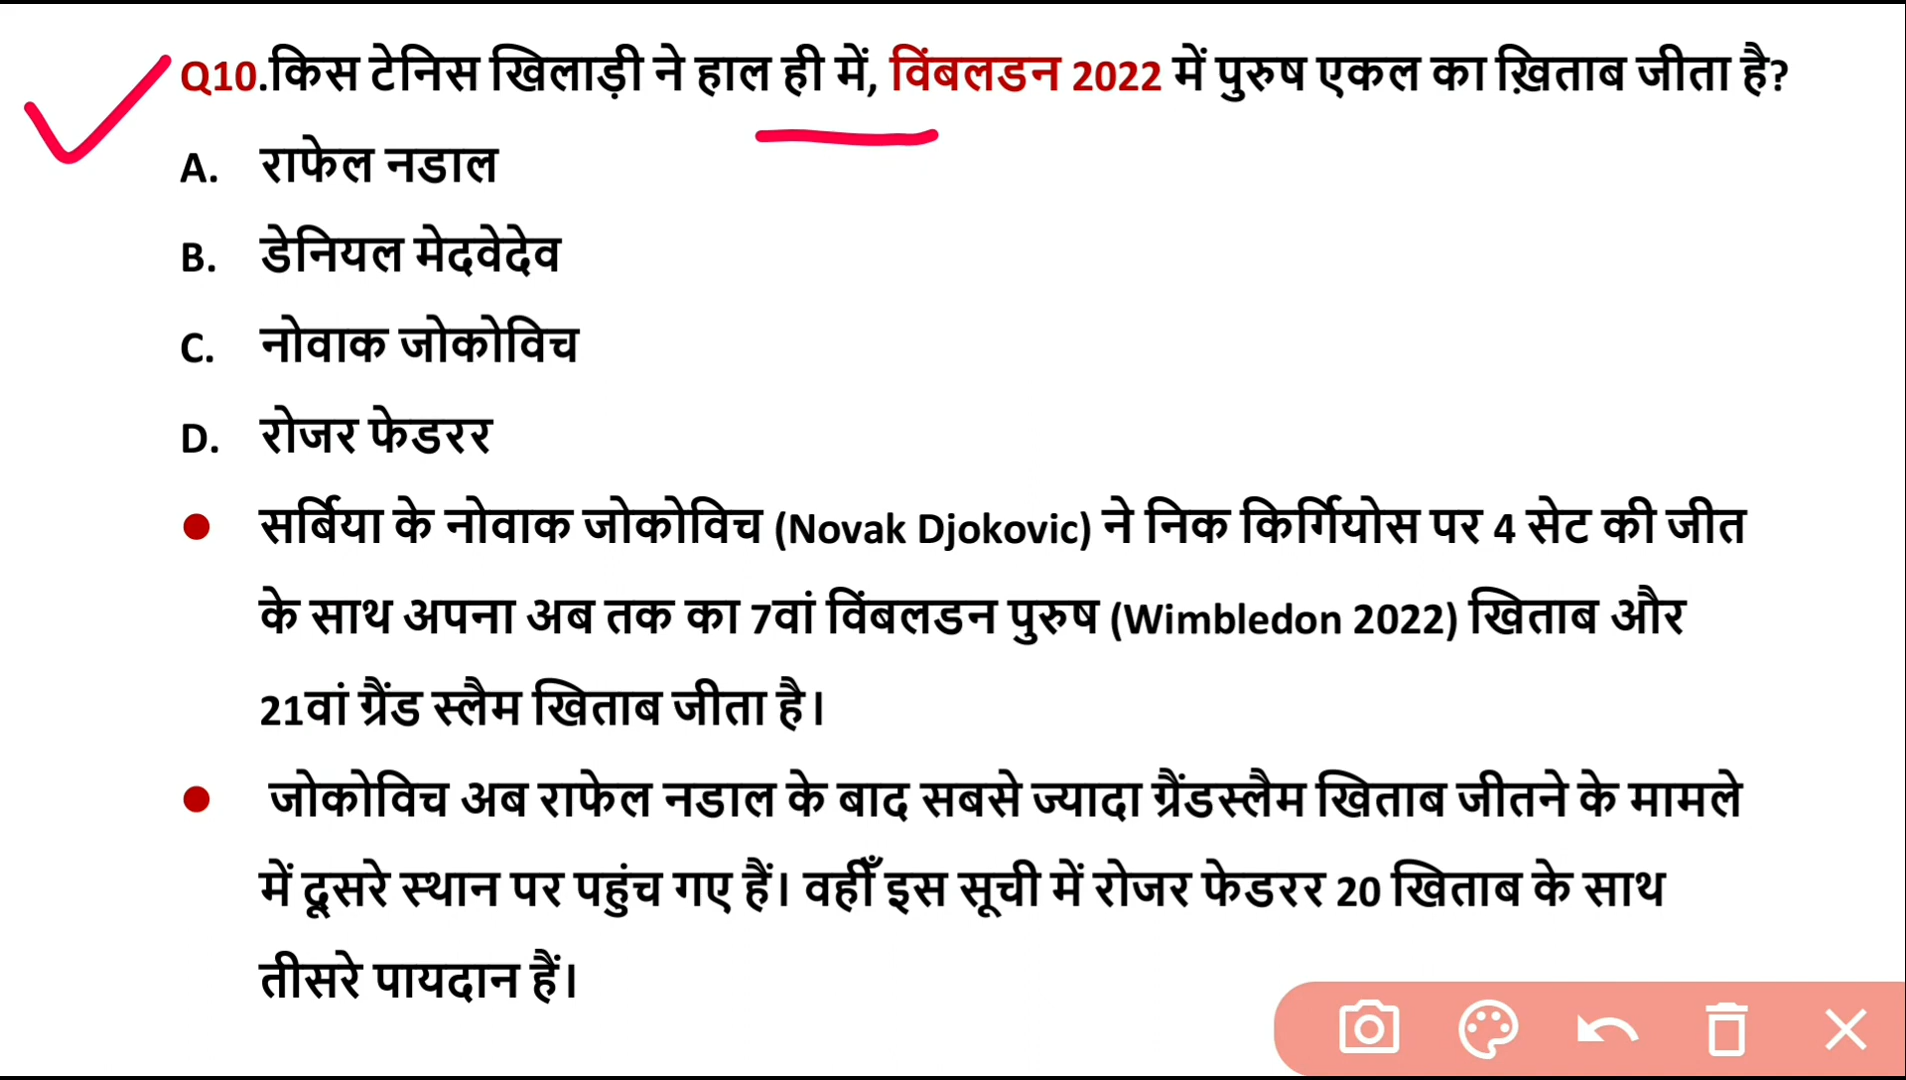 Q10.किस टेनिस खिलाड़ी ने हाल ही में, विंबलडन 2022 में पुरुष एकल का ख़िताब जीता है?
A. राफेल नडाल
B. डेनियल मेदवेदेव
C. नोवाक जोकोविच
D. रोजर फेडरर
● सर्बिया के नोवाक जोकोविच (Novak Djokovic) ने निक किर्गियोस पर 4 सेट की जीत
के साथ अपना अब तक का 7वां विंबलडन पुरुष (Wimbledon 2022) खिताब और
21वां ग्रैंड स्लैम खिताब जीता है।
● जोकोविच अब राफेल नडाल के बाद सबसे ज्यादा ग्रैंडस्लैम खिताब जीतने के मामले
में दूसरे स्थान पर पहुंच गए हैं। वहीँ इस सूची में रोजर फेडरर 20 खिताब के साथ
तीसरे पायदान हैं।